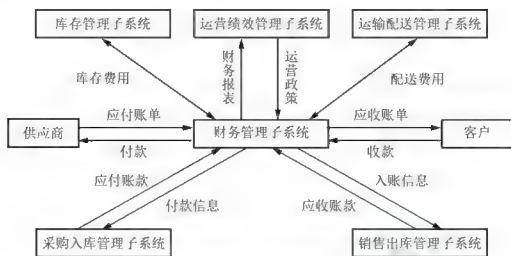 库存管理子系统
运营绩效管理子系统
运输配送管理子系统
库存费用
财务报表
运营政策
配送费用
供应商
应付账单
付款
财务管理子系统
应收账单
收款
客户
应付账款
付款信息
应收账款
入账信息
采购入库管理子系统
销售出库管理子系统